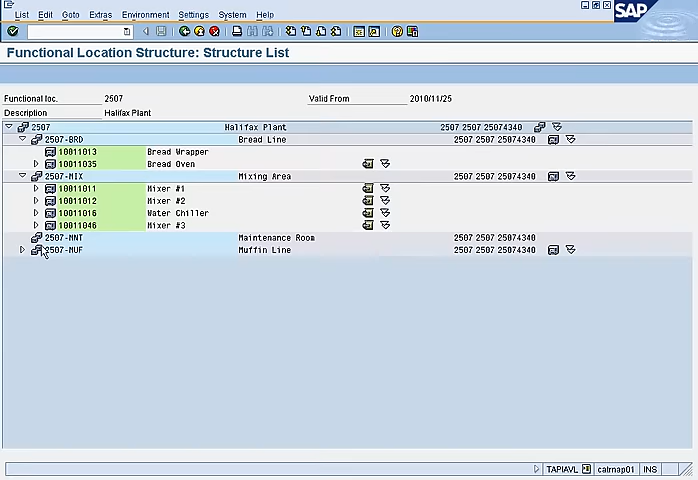 List Edit Goto Extras Environment Settings System Help
SAP
Functional Location Structure: Structure List
Functional loc. 2507 Valid From 2010/11/25
Description Halifax Plant
2507 Halifax Plant 2507 2507 25074340
2507-BRD Bread Line 2507 2507 25074340
10011013 Bread Wrapper
10011035 Bread Oven
2507-MIX Mixing Area 2507 2507 25074340
10011011 Mixer #1
10011012 Mixer #2
10011016 Water Chiller
10011046 Mixer #3
2507-MNT Maintenance Room 2507 2507 25074340
2507-MUF Muffin Line 2507 2507 25074340
TAPIAVL catrnap01 INS